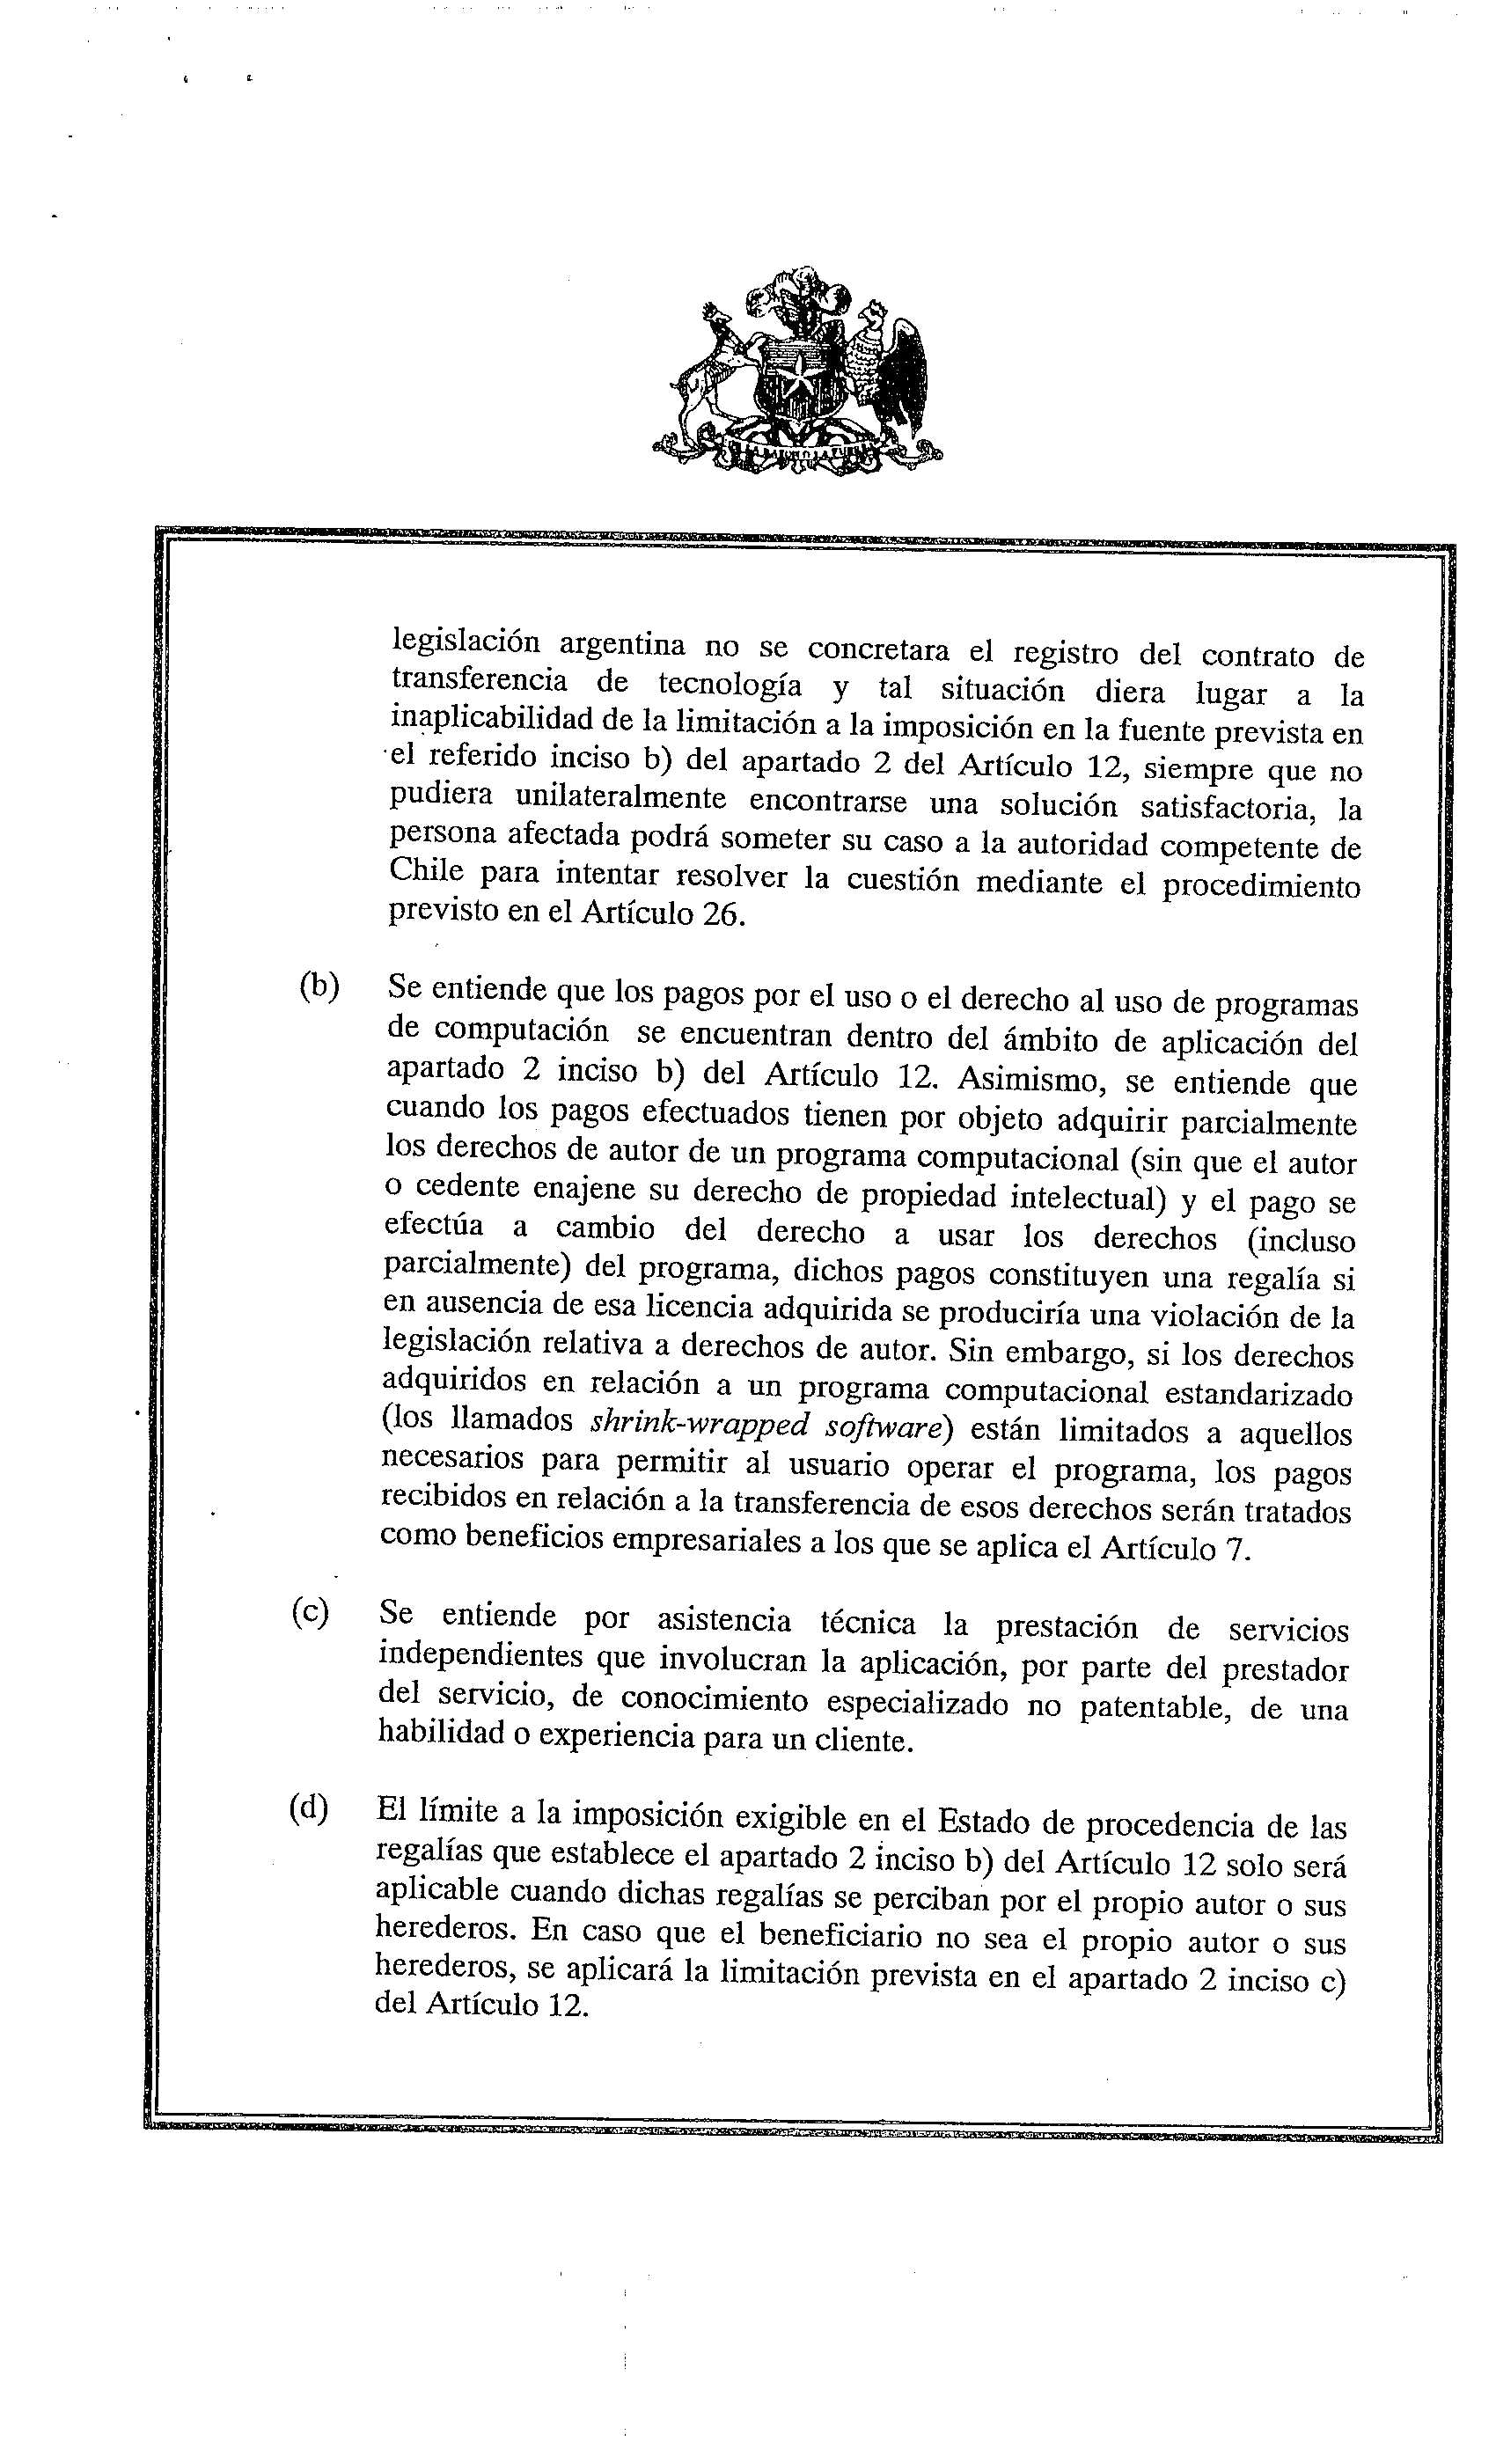 legislación argentina no se concretara el registro del contrato de
transferencia de tecnología y tal situación diera lugar a la
inaplicabilidad de la limitación a la imposición en la fuente prevista en
el referido inciso b) del apartado 2 del Artículo 12, siempre que no
pudiera unilateralmente encontrarse una solución satisfactoria, la
persona afectada podrá someter su caso a la autoridad competente de
Chile para intentar resolver la cuestión mediante el procedimiento
previsto en el Artículo 26.
(b) Se entiende que los pagos por el uso o el derecho al uso de programas
de computación se encuentran dentro del ámbito de aplicación del
apartado 2 inciso b) del Artículo 12. Asimismo, se entiende que
cuando los pagos efectuados tienen por objeto adquirir parcialmente
los derechos de autor de un programa computacional (sin que el autor
o cedente enajene su derecho de propiedad intelectual) y el pago se
efectúa a cambio del derecho a usar los derechos (incluso
parcialmente) del programa, dichos pagos constituyen una regalía si
en ausencia de esa licencia adquirida se produciría una violación de la
legislación relativa a derechos de autor. Sin embargo, si los derechos
adquiridos en relación a un programa computacional estandarizado
(los llamados shrink-wrapped software) están limitados a aquellos
necesarios para permitir al usuario operar el programa, los pagos
recibidos en relación a la transferencia de esos derechos serán tratados
como beneficios empresariales a los que se aplica el Artículo 7.
(c) Se entiende por asistencia técnica la prestación de servicios
independientes que involucran la aplicación, por parte del prestador
del servicio, de conocimiento especializado no patentable, de una
habilidad o experiencia para un cliente.
(d) El límite a la imposición exigible en el Estado de procedencia de las
regalías que establece el apartado 2 inciso b) del Artículo 12 solo será
aplicable cuando dichas regalías se perciban por el propio autor o sus
herederos. En caso que el beneficiario no sea el propio autor o sus
herederos, se aplicará la limitación prevista en el apartado 2 inciso c)
del Artículo 12.